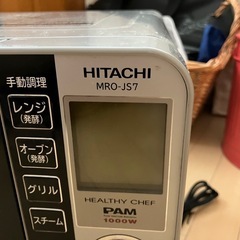 HITACHI
MRO-JS7
手動調理
レンジ
(発酵)
オーブン
(発酵)
グリル
スチーム
HEALTHY CHEF
PAM
1000W